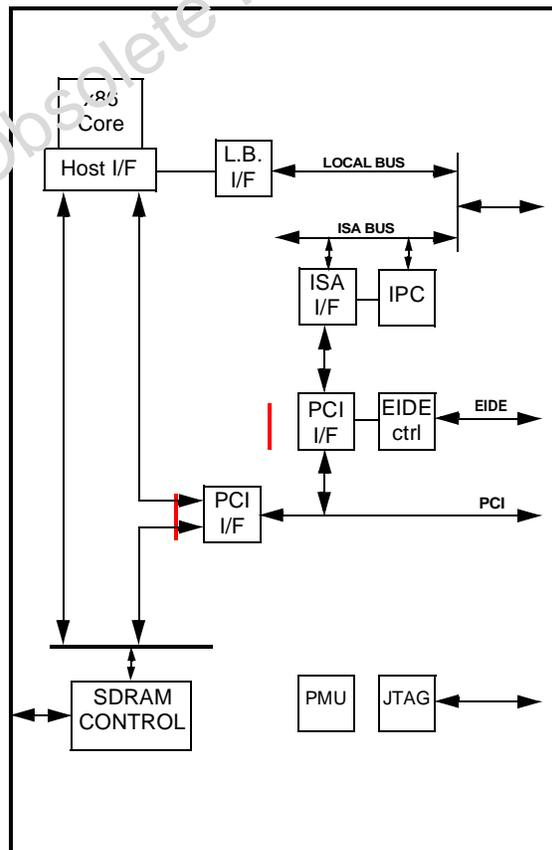 Obsolete
x86
Core
Host I/F
L.B.
I/F
LOCAL BUS
ISA BUS
ISA
I/F
IPC
PCI
I/F
EIDE
ctrl
EIDE
PCI
I/F
PCI
SDRAM
CONTROL
PMU
JTAG